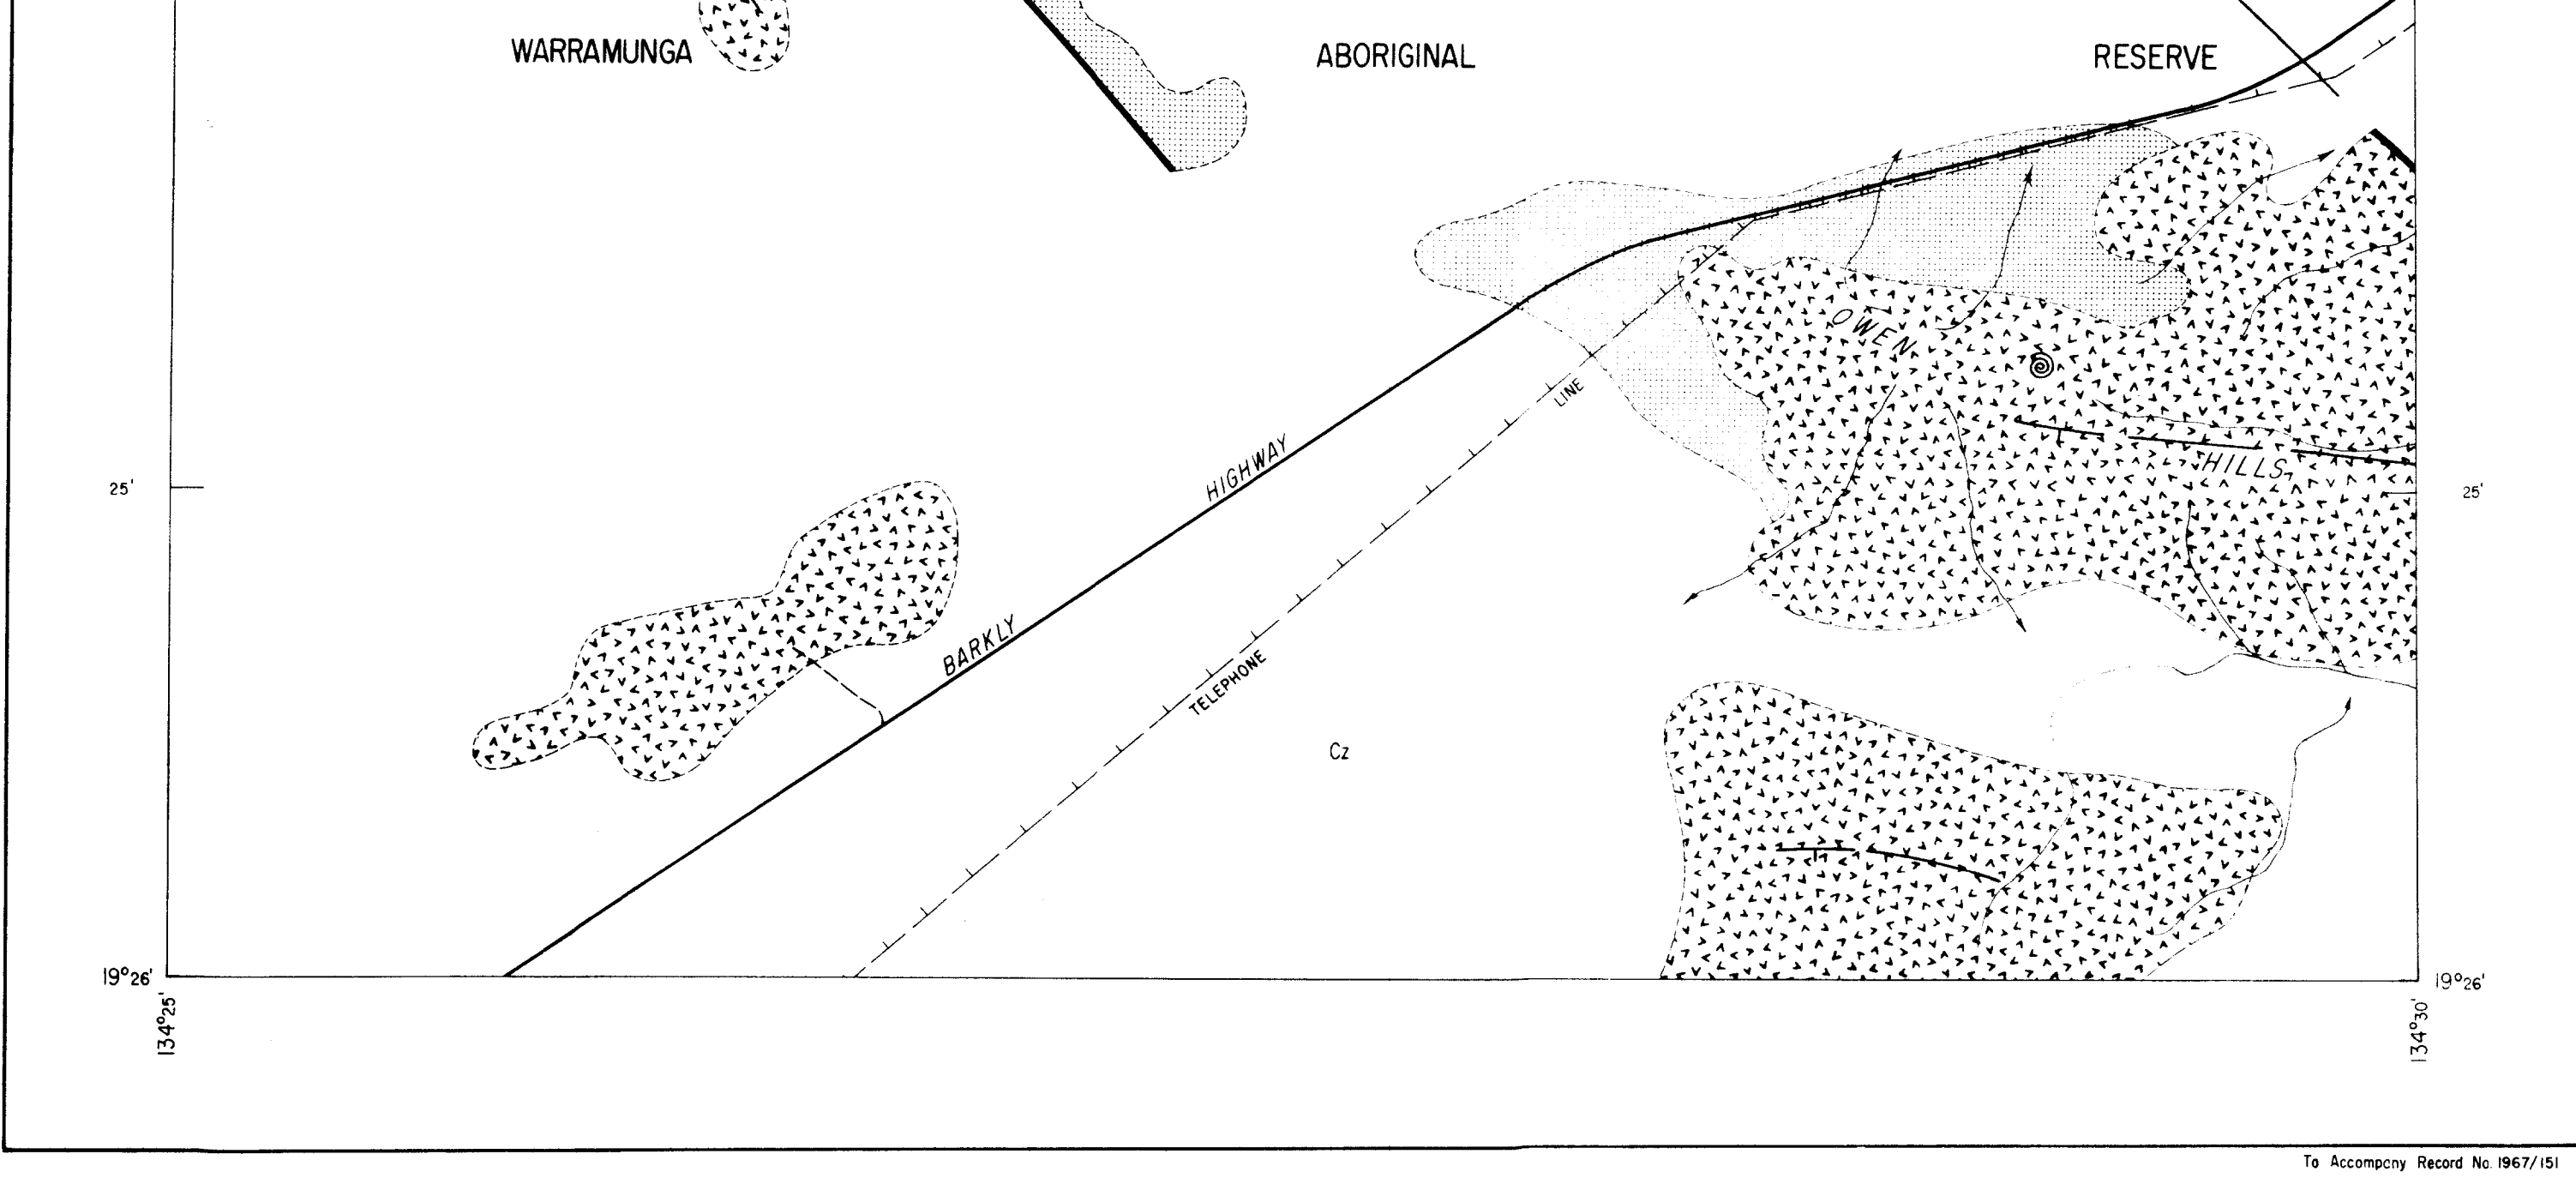 WARRAMUNGA ABORIGINAL RESERVE
OWEN
LINE
HIGHWAY
HILLS
25'
25'
BARKLY
TELEPHONE
Cz
19°26'
19°26'
134°25'
134°30'
To Accompany Record No. 1967/151